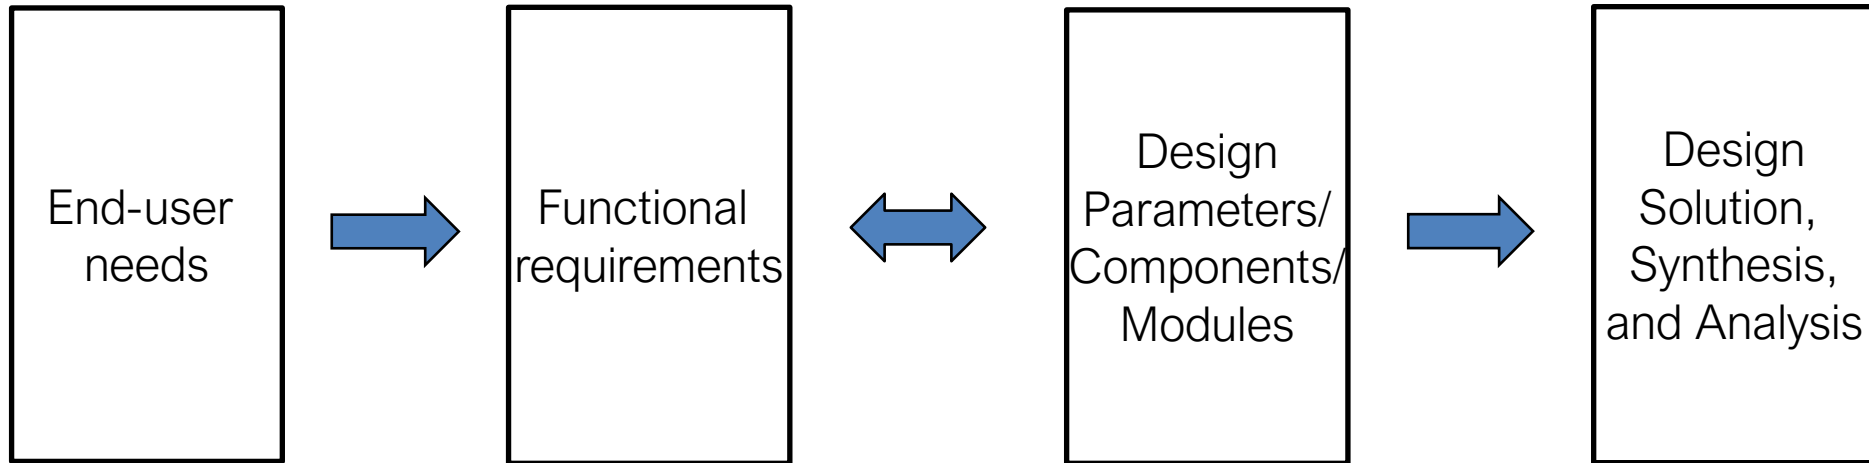 End-user
needs
Functional
requirements
Design
Parameters/
Components/
Modules
Design
Solution,
Synthesis,
and Analysis